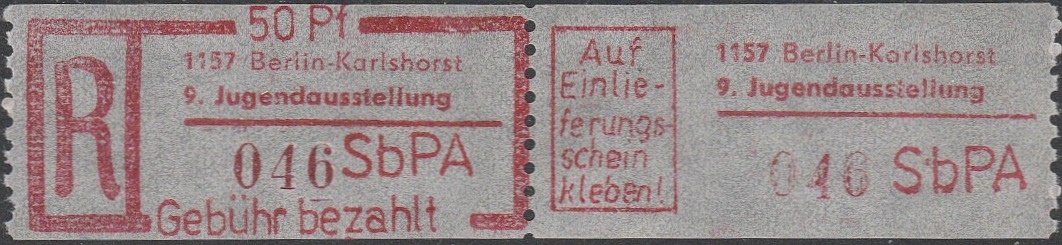 50 Pf
R
1157 Berlin-Karlshorst
9. Jugendausstellung
046 SbPA
Gebühr bezahlt
Auf
Einlie-
ferungs-
schein
kleben!
1157 Berlin-Karlshorst
9. Jugendausstellung
046 SbPA